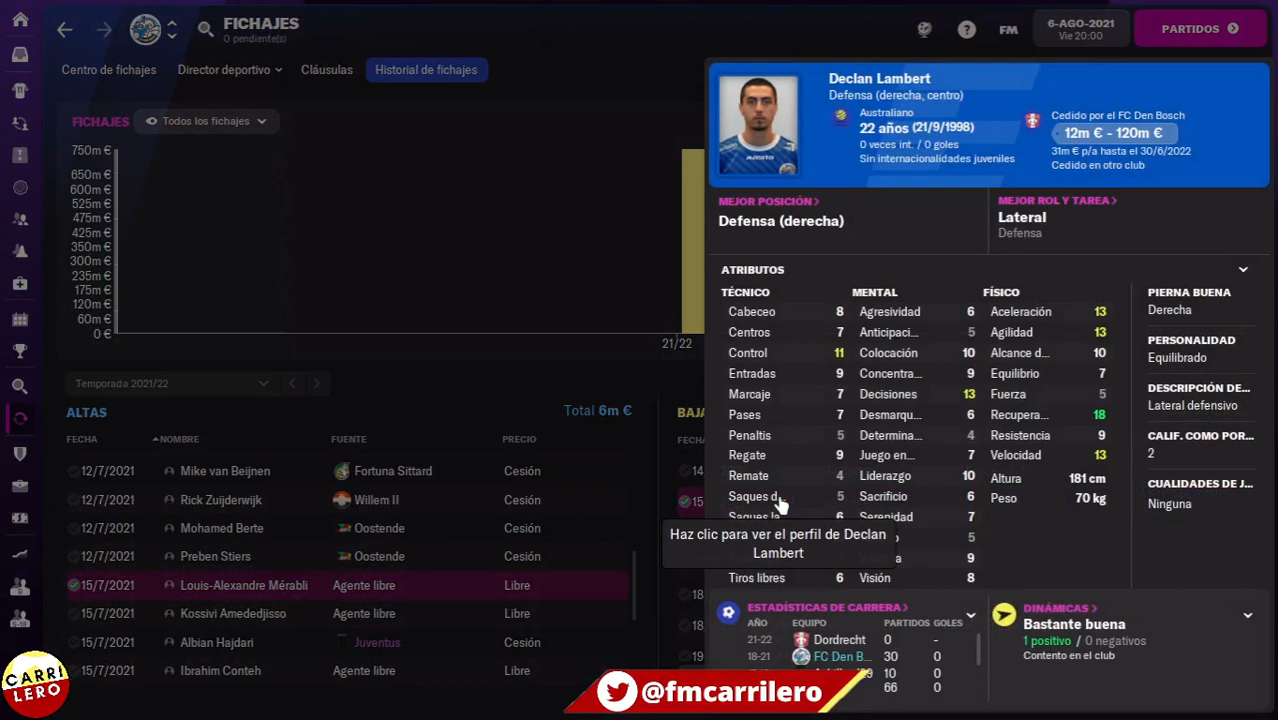 FICHAJES
0 pendiente(s)
FM
6-AGO-2021
Vie 20:00
PARTIDOS
Centro de fichajes
Director deportivo
Cláusulas
Historial de fichajes
FICHAJES
Todos los fichajes
750m €
650m €
600m €
525m €
475m €
410m €
350m €
300m €
235m €
175m €
120m €
60m €
0 €
21/22
Temporada 2021/22
ALTAS
Total 6m €
FECHA
NOMBRE
FUENTE
PRECIO
12/7/2021 Mike van Beijnen Fortuna Sittard Cesión
12/7/2021 Rick Zuijderwijk Willem II Cesión
12/7/2021 Mohamed Berte Oostende Cesión
12/7/2021 Preben Stiers Oostende Cesión
15/7/2021 Louis-Alexandre Mérabli Agente libre Libre
15/7/2021 Kossivi Amededjisso Agente libre Libre
15/7/2021 Albian Hajdari Juventus Cesión
15/7/2021 Ibrahim Conteh Agente libre Libre
Declan Lambert
Defensa (derecha, centro)
Australiano
22 años (21/9/1998)
0 veces int. / 0 goles
Sin internacionalidades juveniles
Cedido por el FC Den Bosch
12m € - 120m €
31m € p/a hasta el 30/6/2022
Cedido en otro club
MEJOR POSICIÓN
Defensa (derecha)
MEJOR ROL Y TAREA
Lateral
Defensa
ATRIBUTOS
TÉCNICO
Cabeceo 8
Centros 7
Control 11
Entradas 9
Marcaje 7
Pases 7
Penaltis 5
Regate 9
Remate 4
Saques d... 5
Saques la... 6
Tiros libres 6
MENTAL
Agresividad 6
Anticipaci... 5
Colocación 10
Concentra... 9
Decisiones 13
Desmarqu... 6
Determina... 4
Juego en... 7
Liderazgo 10
Sacrificio 6
Serenidad 7
5
9
Visión 8
FÍSICO
Aceleración 13
Agilidad 13
Alcance d... 10
Equilibrio 7
Fuerza 5
Recupera... 18
Resistencia 9
Velocidad 13
Altura 181 cm
Peso 70 kg
PIERNA BUENA
Derecha
PERSONALIDAD
Equilibrado
DESCRIPCIÓN DE...
Lateral defensivo
CALIF. COMO POR...
2
CUALIDADES DE J...
Ninguna
Haz clic para ver el perfil de Declan
Lambert
ESTADÍSTICAS DE CARRERA
AÑO EQUIPO PARTIDOS GOLES
21-22 Dordrecht 0 -
18-21 FC Den B... 30 0
10 0
66 0
DINÁMICAS
Bastante buena
1 positivo / 0 negativos
Contento en el club
CARRI
LERO
@fmcarrilero